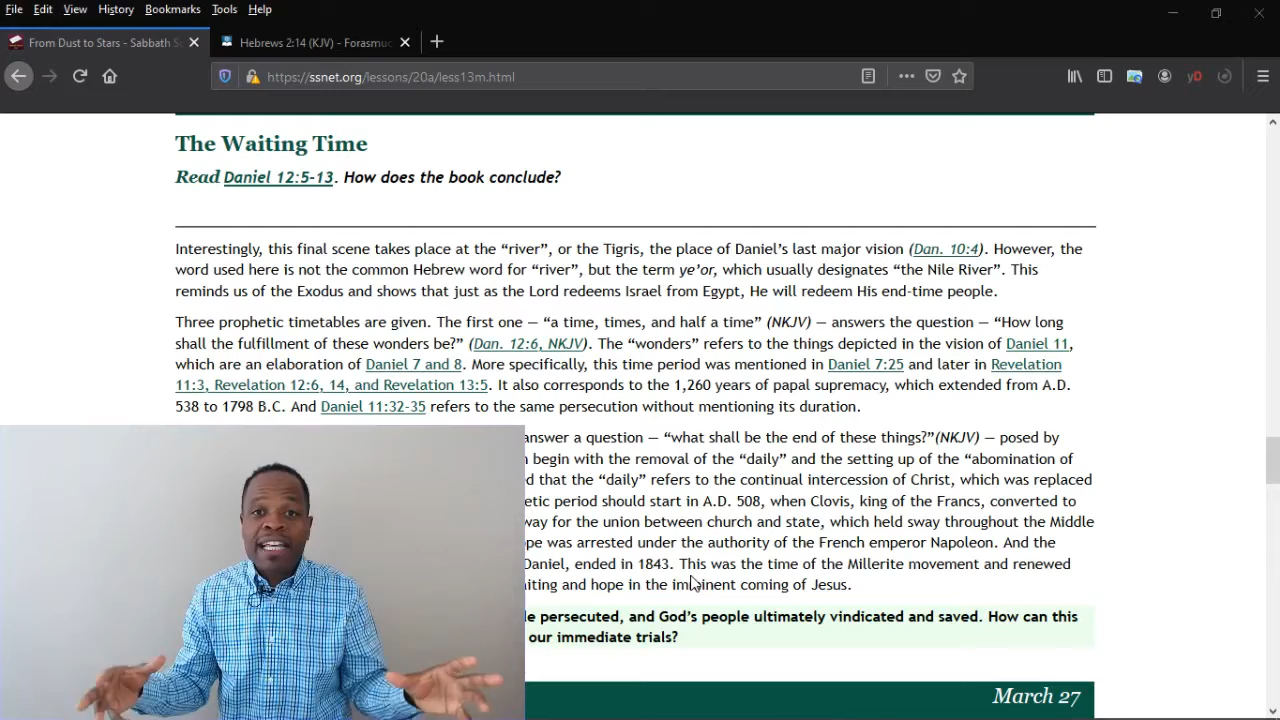 File Edit View History Bookmarks Tools Help
From Dust to Stars - Sabbath Sc
Hebrews 2:14 (KJV) - Forasmuc
https://ssnet.org/lessons/20a/less13m.html
The Waiting Time
Read Daniel 12:5-13. How does the book conclude?
Interestingly, this final scene takes place at the “river”, or the Tigris, the place of Daniel’s last major vision (Dan. 10:4). However, the
word used here is not the common Hebrew word for “river”, but the term ye’or, which usually designates “the Nile River”. This
reminds us of the Exodus and shows that just as the Lord redeems Israel from Egypt, He will redeem His end-time people.
Three prophetic timetables are given. The first one — “a time, times, and half a time” (NKJV) — answers the question — “How long
shall the fulfillment of these wonders be?” (Dan. 12:6, NKJV). The “wonders” refers to the things depicted in the vision of Daniel 11,
which are an elaboration of Daniel 7 and 8. More specifically, this time period was mentioned in Daniel 7:25 and later in Revelation
11:3, Revelation 12:6, 14, and Revelation 13:5. It also corresponds to the 1,260 years of papal supremacy, which extended from A.D.
538 to 1798 B.C. And Daniel 11:32-35 refers to the same persecution without mentioning its duration.
answer a question — “what shall be the end of these things?”(NKJV) — posed by
begin with the removal of the “daily” and the setting up of the “abomination of
that the “daily” refers to the continual intercession of Christ, which was replaced
period should start in A.D. 508, when Clovis, king of the Francs, converted to
way for the union between church and state, which held sway throughout the Middle
was arrested under the authority of the French emperor Napoleon. And the
Daniel, ended in 1843. This was the time of the Millerite movement and renewed
and hope in the imminent coming of Jesus.
persecuted, and God’s people ultimately vindicated and saved. How can this
our immediate trials?
March 27